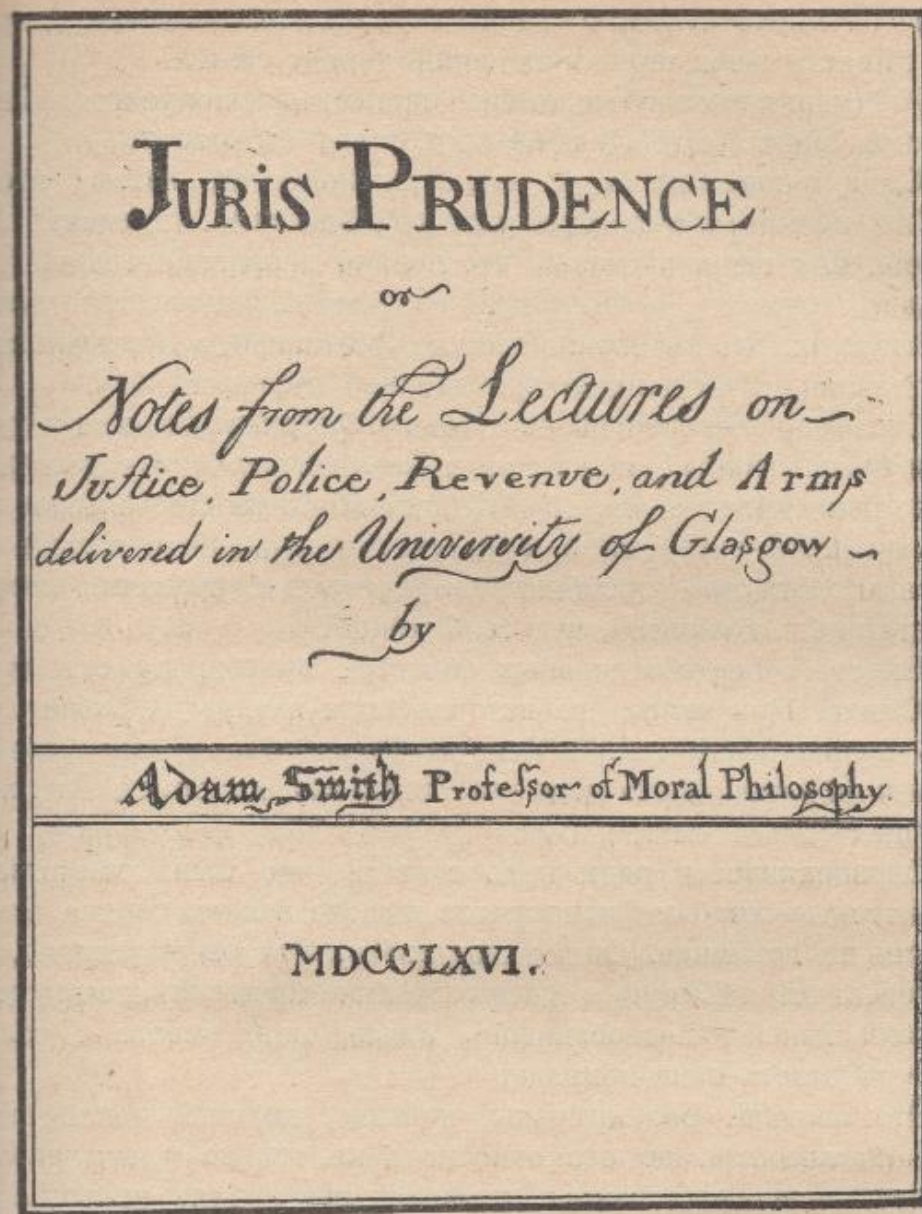 JURIS PRUDENCE
or
Notes from the Lectures on
Juſtice, Police, Revenue, and Arms
delivered in the Univerſity of Glasgow
by
Adam Smith Profeſsor of Moral Philosophy.
MDCCLXVI.